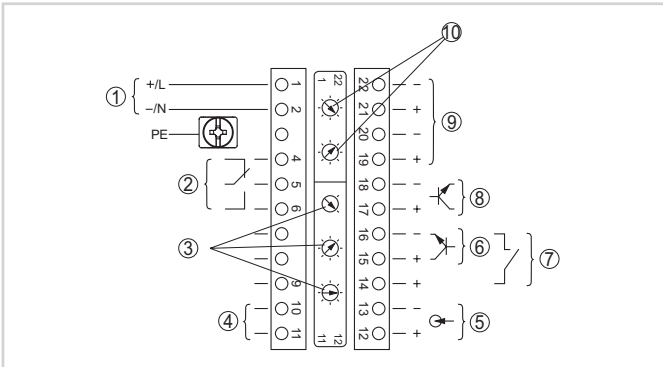 ⑩
① +/L 1 22 22 −
−/N 2 1 21 + ⑨
PE 20 −
4 19 +
② 5 18 − ⑧
6 17 +
16 − ⑥ ⑦
③ 15 +
9 14 +
④ 10 13 − ⑤
11 11 12 12 +